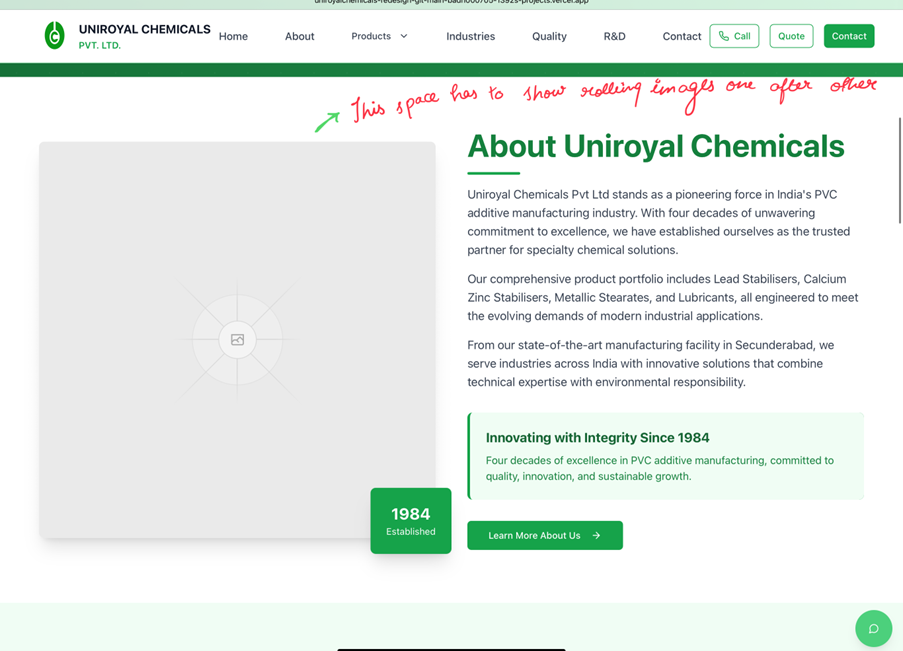 uniroyalchemicals-redesign-git-main-badri000765-1392s-projects.vercel.app
UNIROYAL CHEMICALS
PVT. LTD.
Home About Products Industries Quality R&D Contact Call Quote Contact
This space has to show rolling images one after other
About Uniroyal Chemicals
Uniroyal Chemicals Pvt Ltd stands as a pioneering force in India's PVC
additive manufacturing industry. With four decades of unwavering
commitment to excellence, we have established ourselves as the trusted
partner for specialty chemical solutions.
Our comprehensive product portfolio includes Lead Stabilisers, Calcium
Zinc Stabilisers, Metallic Stearates, and Lubricants, all engineered to meet
the evolving demands of modern industrial applications.
From our state-of-the-art manufacturing facility in Secunderabad, we
serve industries across India with innovative solutions that combine
technical expertise with environmental responsibility.
Innovating with Integrity Since 1984
Four decades of excellence in PVC additive manufacturing, committed to
quality, innovation, and sustainable growth.
1984
Established
Learn More About Us